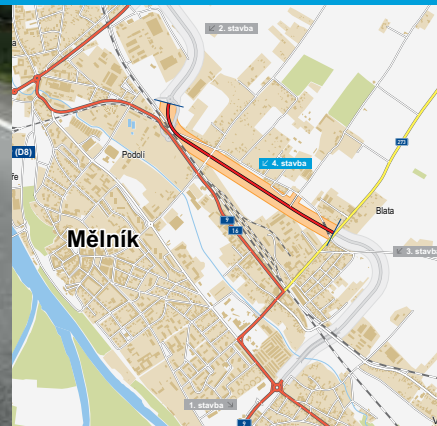 2. stavba
(D8)
Podolí
4. stavba
273
Blata
9
16
Mělník
3. stavba
1. stavba
9